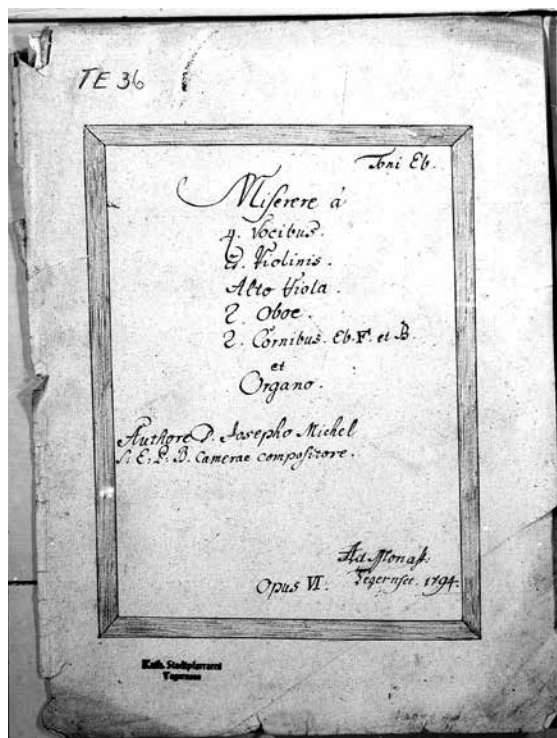 TE 36
Toni Eb.
Miserere à
4. Vocibus.
2. Violinis.
Alto Viola.
2. Oboe.
2. Cornibus. Eb. F. et B
et
Organo.
Authore D. Josepho Michel
S: E: P: B. Camerae compositore.
Ad Monast:
Opus VI. Tegernsee. 1794.
Kath. Stadtpfarramt
Tegernsee